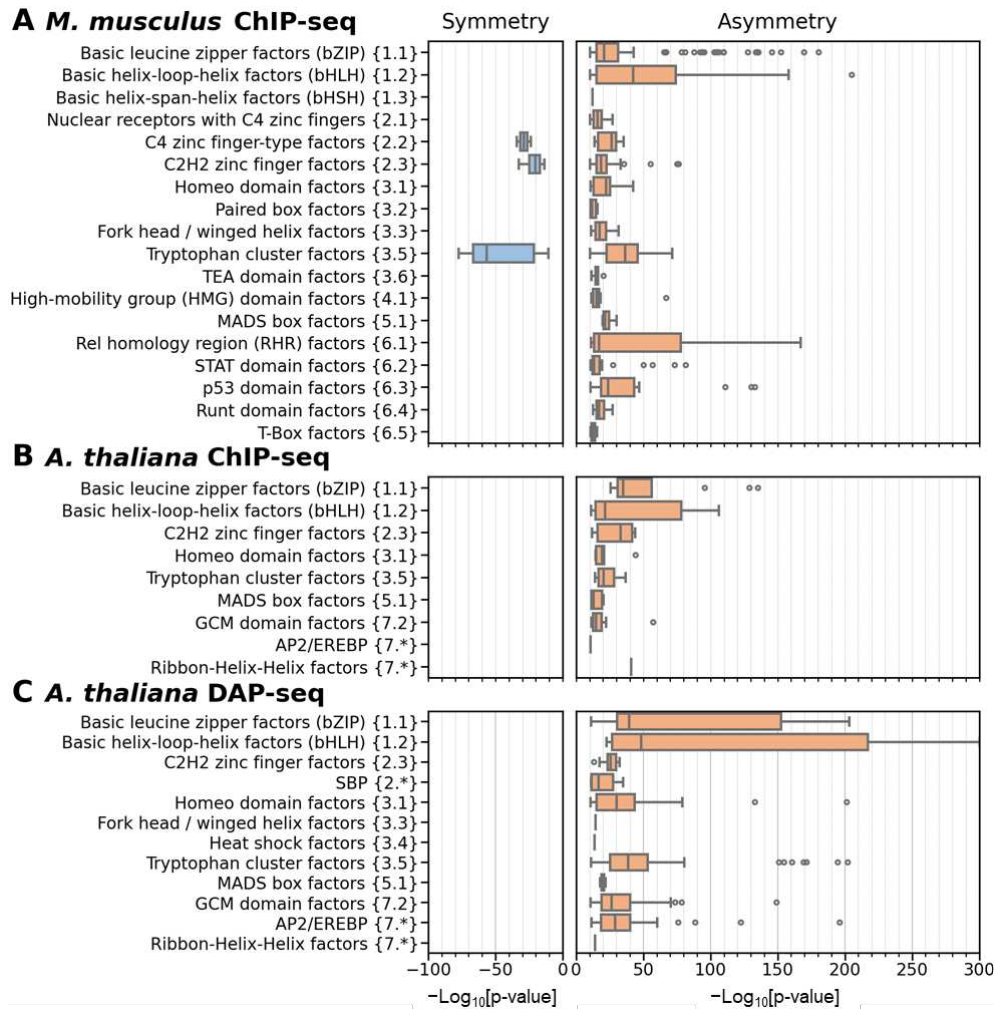 A M. musculus ChIP-seq
Symmetry
Asymmetry
Basic leucine zipper factors (bZIP) {1.1}
Basic helix-loop-helix factors (bHLH) {1.2}
Basic helix-span-helix factors (bHSH) {1.3}
Nuclear receptors with C4 zinc fingers {2.1}
C4 zinc finger-type factors {2.2}
C2H2 zinc finger factors {2.3}
Homeo domain factors {3.1}
Paired box factors {3.2}
Fork head / winged helix factors {3.3}
Tryptophan cluster factors {3.5}
TEA domain factors {3.6}
High-mobility group (HMG) domain factors {4.1}
MADS box factors {5.1}
Rel homology region (RHR) factors {6.1}
STAT domain factors {6.2}
p53 domain factors {6.3}
Runt domain factors {6.4}
T-Box factors {6.5}
B A. thaliana ChIP-seq
Basic leucine zipper factors (bZIP) {1.1}
Basic helix-loop-helix factors (bHLH) {1.2}
C2H2 zinc finger factors {2.3}
Homeo domain factors {3.1}
Tryptophan cluster factors {3.5}
MADS box factors {5.1}
GCM domain factors {7.2}
AP2/EREBP {7.*}
Ribbon-Helix-Helix factors {7.*}
C A. thaliana DAP-seq
Basic leucine zipper factors (bZIP) {1.1}
Basic helix-loop-helix factors (bHLH) {1.2}
C2H2 zinc finger factors {2.3}
SBP {2.*}
Homeo domain factors {3.1}
Fork head / winged helix factors {3.3}
Heat shock factors {3.4}
Tryptophan cluster factors {3.5}
MADS box factors {5.1}
GCM domain factors {7.2}
AP2/EREBP {7.*}
Ribbon-Helix-Helix factors {7.*}
−100 −50 0 0 50 100 150 200 250 300
−Log10[p-value] −Log10[p-value]